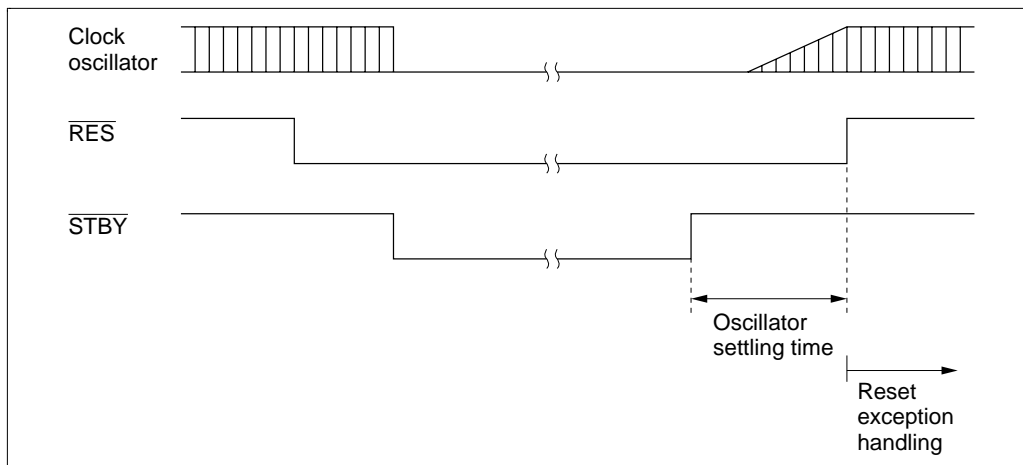 Clock
oscillator
RES
STBY
Oscillator
settling time
Reset
exception
handling